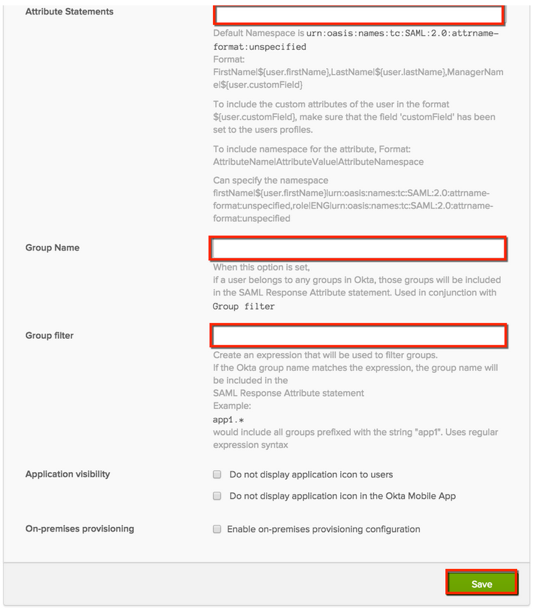 Attribute Statements
Default Namespace is urn:oasis:names:tc:SAML:2.0:attrname-
format:unspecified
Format:
FirstName|${user.firstName},LastName|${user.lastName},ManagerNam
e|${user.customField}
To include the custom attributes of the user in the format
${user.customField}, make sure that the field 'customField' has been
set to the users profiles.
To include namespace for the attribute, Format:
AttributeName|AttributeValue|AttributeNamespace
Can specify the namespace
firstName|${user.firstName}|urn:oasis:names:tc:SAML:2.0:attrname-
format:unspecified,role|ENG|urn:oasis:names:tc:SAML:2.0:attrname-
format:unspecified
Group Name
When this option is set,
if a user belongs to any groups in Okta, those groups will be included
in the SAML Response Attribute statement. Used in conjunction with
Group filter
Group filter
Create an expression that will be used to filter groups.
If the Okta group name matches the expression, the group name will
be included in the
SAML Response Attribute statement
Example:
app1.*
would include all groups prefixed with the string "app1". Uses regular
expression syntax
Application visibility
Do not display application icon to users
Do not display application icon in the Okta Mobile App
On-premises provisioning
Enable on-premises provisioning configuration
Save